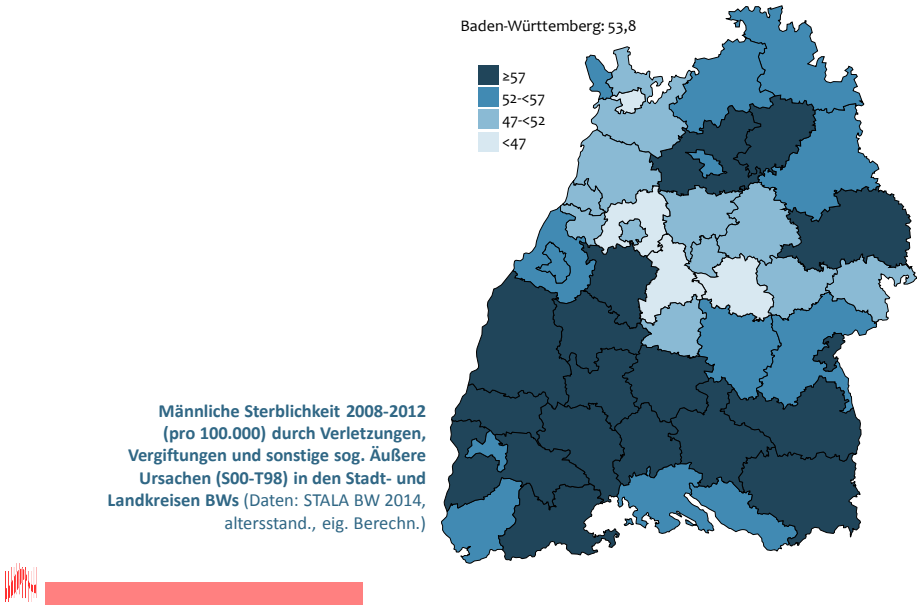 Baden-Württemberg: 53,8
≥57
52-<57
47-<52
<47
Männliche Sterblichkeit 2008-2012
(pro 100.000) durch Verletzungen,
Vergiftungen und sonstige sog. Äußere
Ursachen (S00-T98) in den Stadt- und
Landkreisen BWs (Daten: STALA BW 2014,
altersstand., eig. Berechn.)